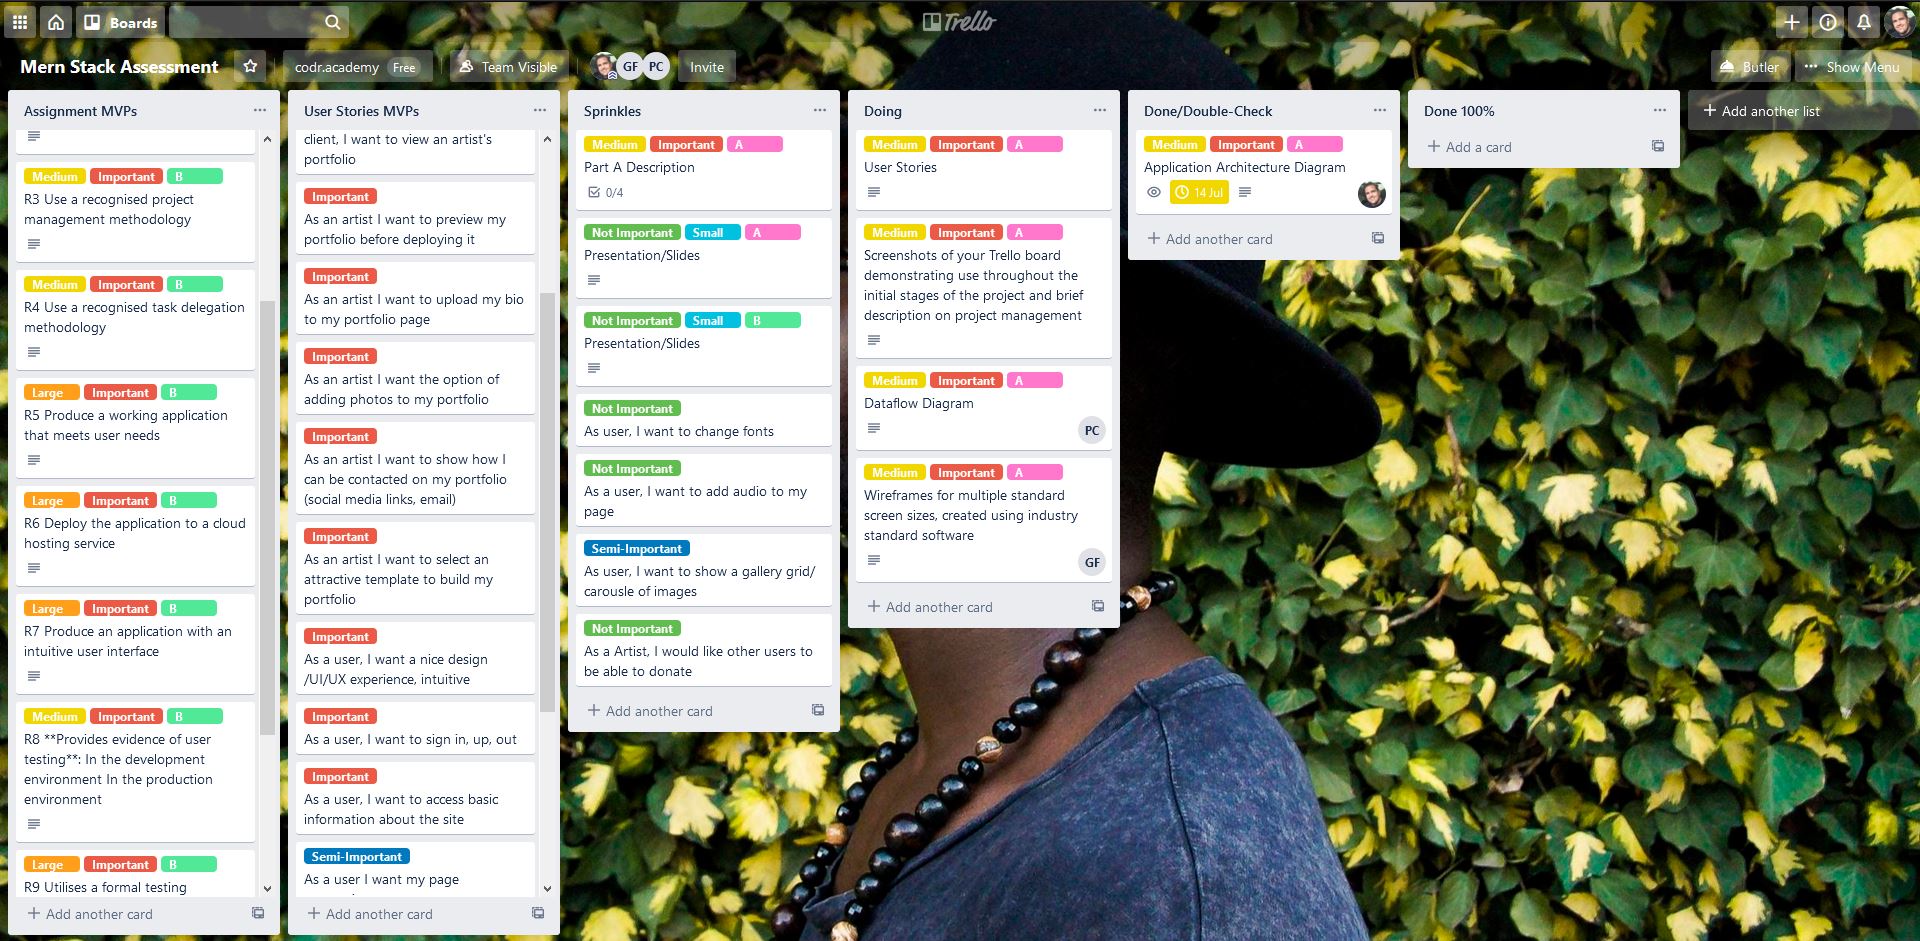 Boards
Trello
Mern Stack Assessment
codr.academy Free
Team Visible
GF
PC
Invite
Butler
Show Menu
Assignment MVPs
Medium Important B
R3 Use a recognised project
management methodology
Medium Important B
R4 Use a recognised task delegation
methodology
Large Important B
R5 Produce a working application
that meets user needs
Large Important B
R6 Deploy the application to a cloud
hosting service
Large Important B
R7 Produce an application with an
intuitive user interface
Medium Important B
R8 **Provides evidence of user
testing**: In the development
environment In the production
environment
Large Important B
R9 Utilises a formal testing
Add another card
User Stories MVPs
client, I want to view an artist's
portfolio
Important
As an artist I want to preview my
portfolio before deploying it
Important
As an artist I want to upload my bio
to my portfolio page
Important
As an artist I want the option of
adding photos to my portfolio
Important
As an artist I want to show how I
can be contacted on my portfolio
(social media links, email)
Important
As an artist I want to select an
attractive template to build my
portfolio
Important
As a user, I want a nice design
/UI/UX experience, intuitive
Important
As a user, I want to sign in, up, out
Important
As a user, I want to access basic
information about the site
Semi-Important
As a user I want my page
Add another card
Sprinkles
Medium Important A
Part A Description
0/4
Not Important Small A
Presentation/Slides
Not Important Small B
Presentation/Slides
Not Important
As user, I want to change fonts
Not Important
As a user, I want to add audio to my
page
Semi-Important
As user, I want to show a gallery grid/
carousle of images
Not Important
As a Artist, I would like other users to
be able to donate
Add another card
Doing
Medium Important A
User Stories
Medium Important A
Screenshots of your Trello board
demonstrating use throughout the
initial stages of the project and brief
description on project management
Medium Important A
Dataflow Diagram
PC
Medium Important A
Wireframes for multiple standard
screen sizes, created using industry
standard software
GF
Add another card
Done/Double-Check
Medium Important A
Application Architecture Diagram
14 Jul
Add another card
Done 100%
Add a card
Add another list